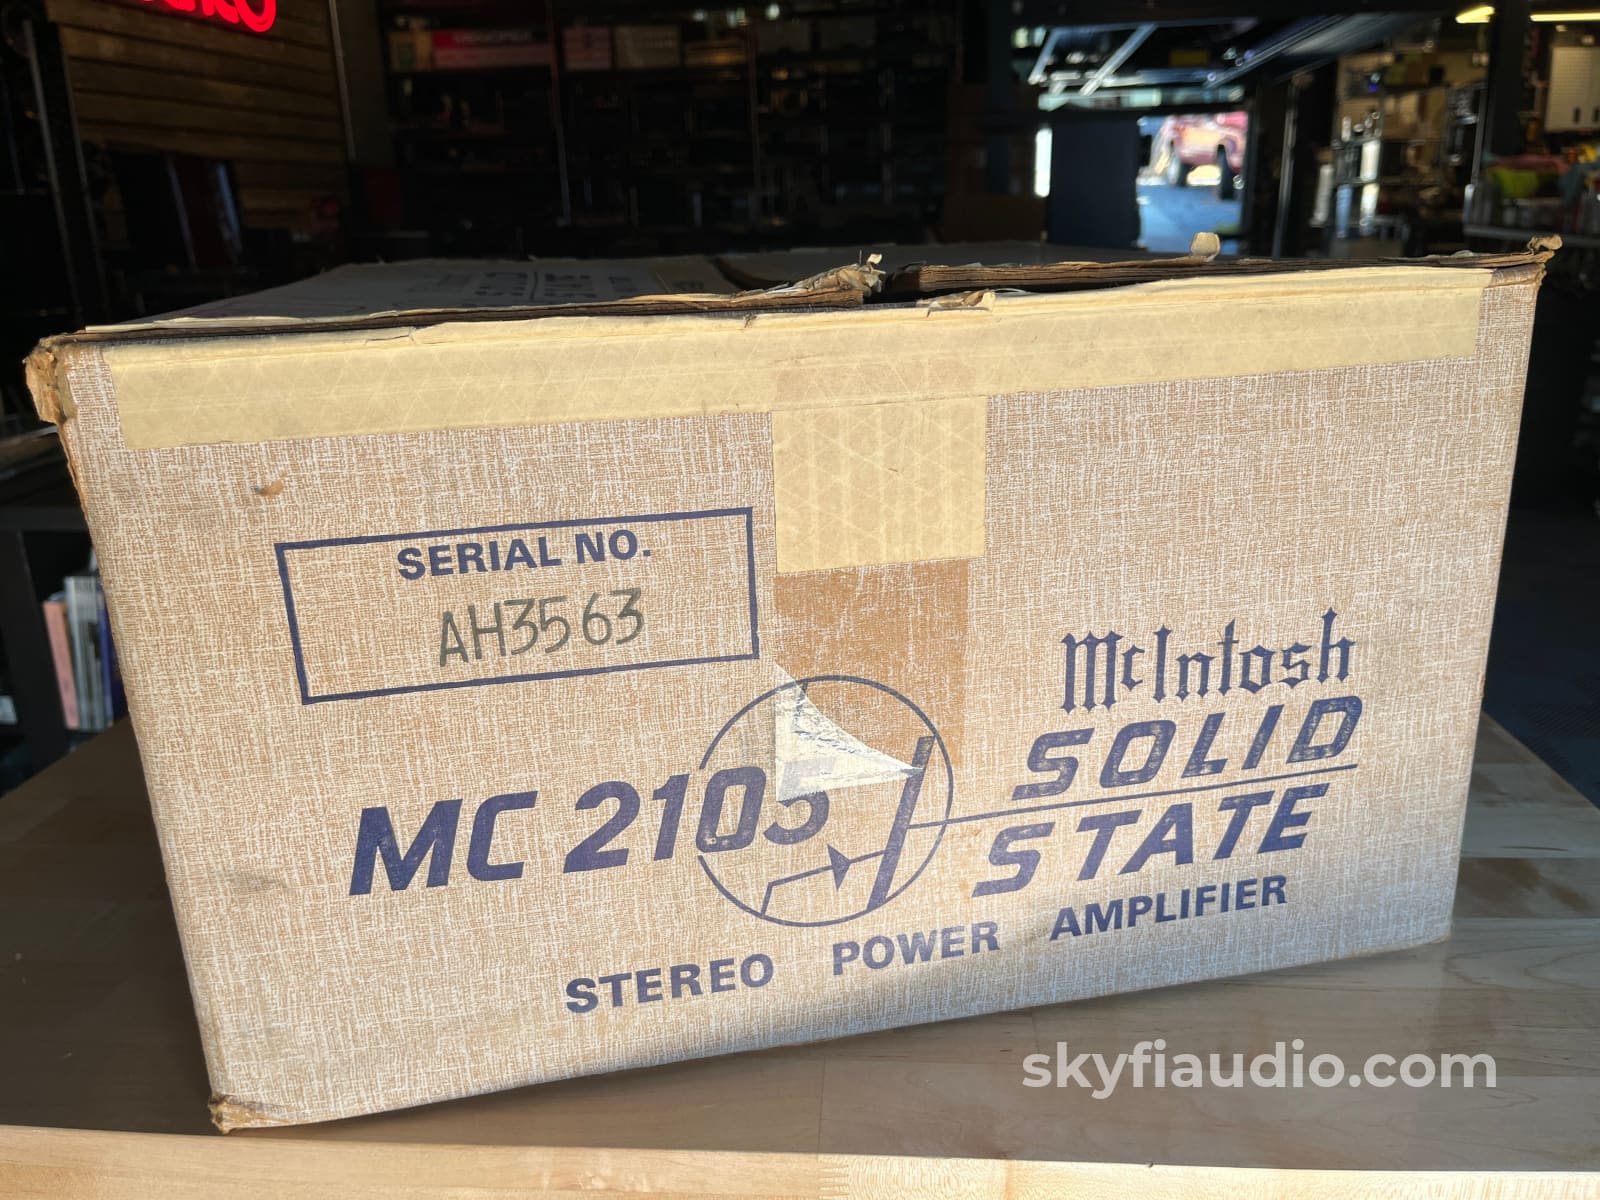 SERIAL NO.
AH3563
McIntosh
MC 2105
SOLID
STATE
STEREO POWER AMPLIFIER
skyfiaudio.com